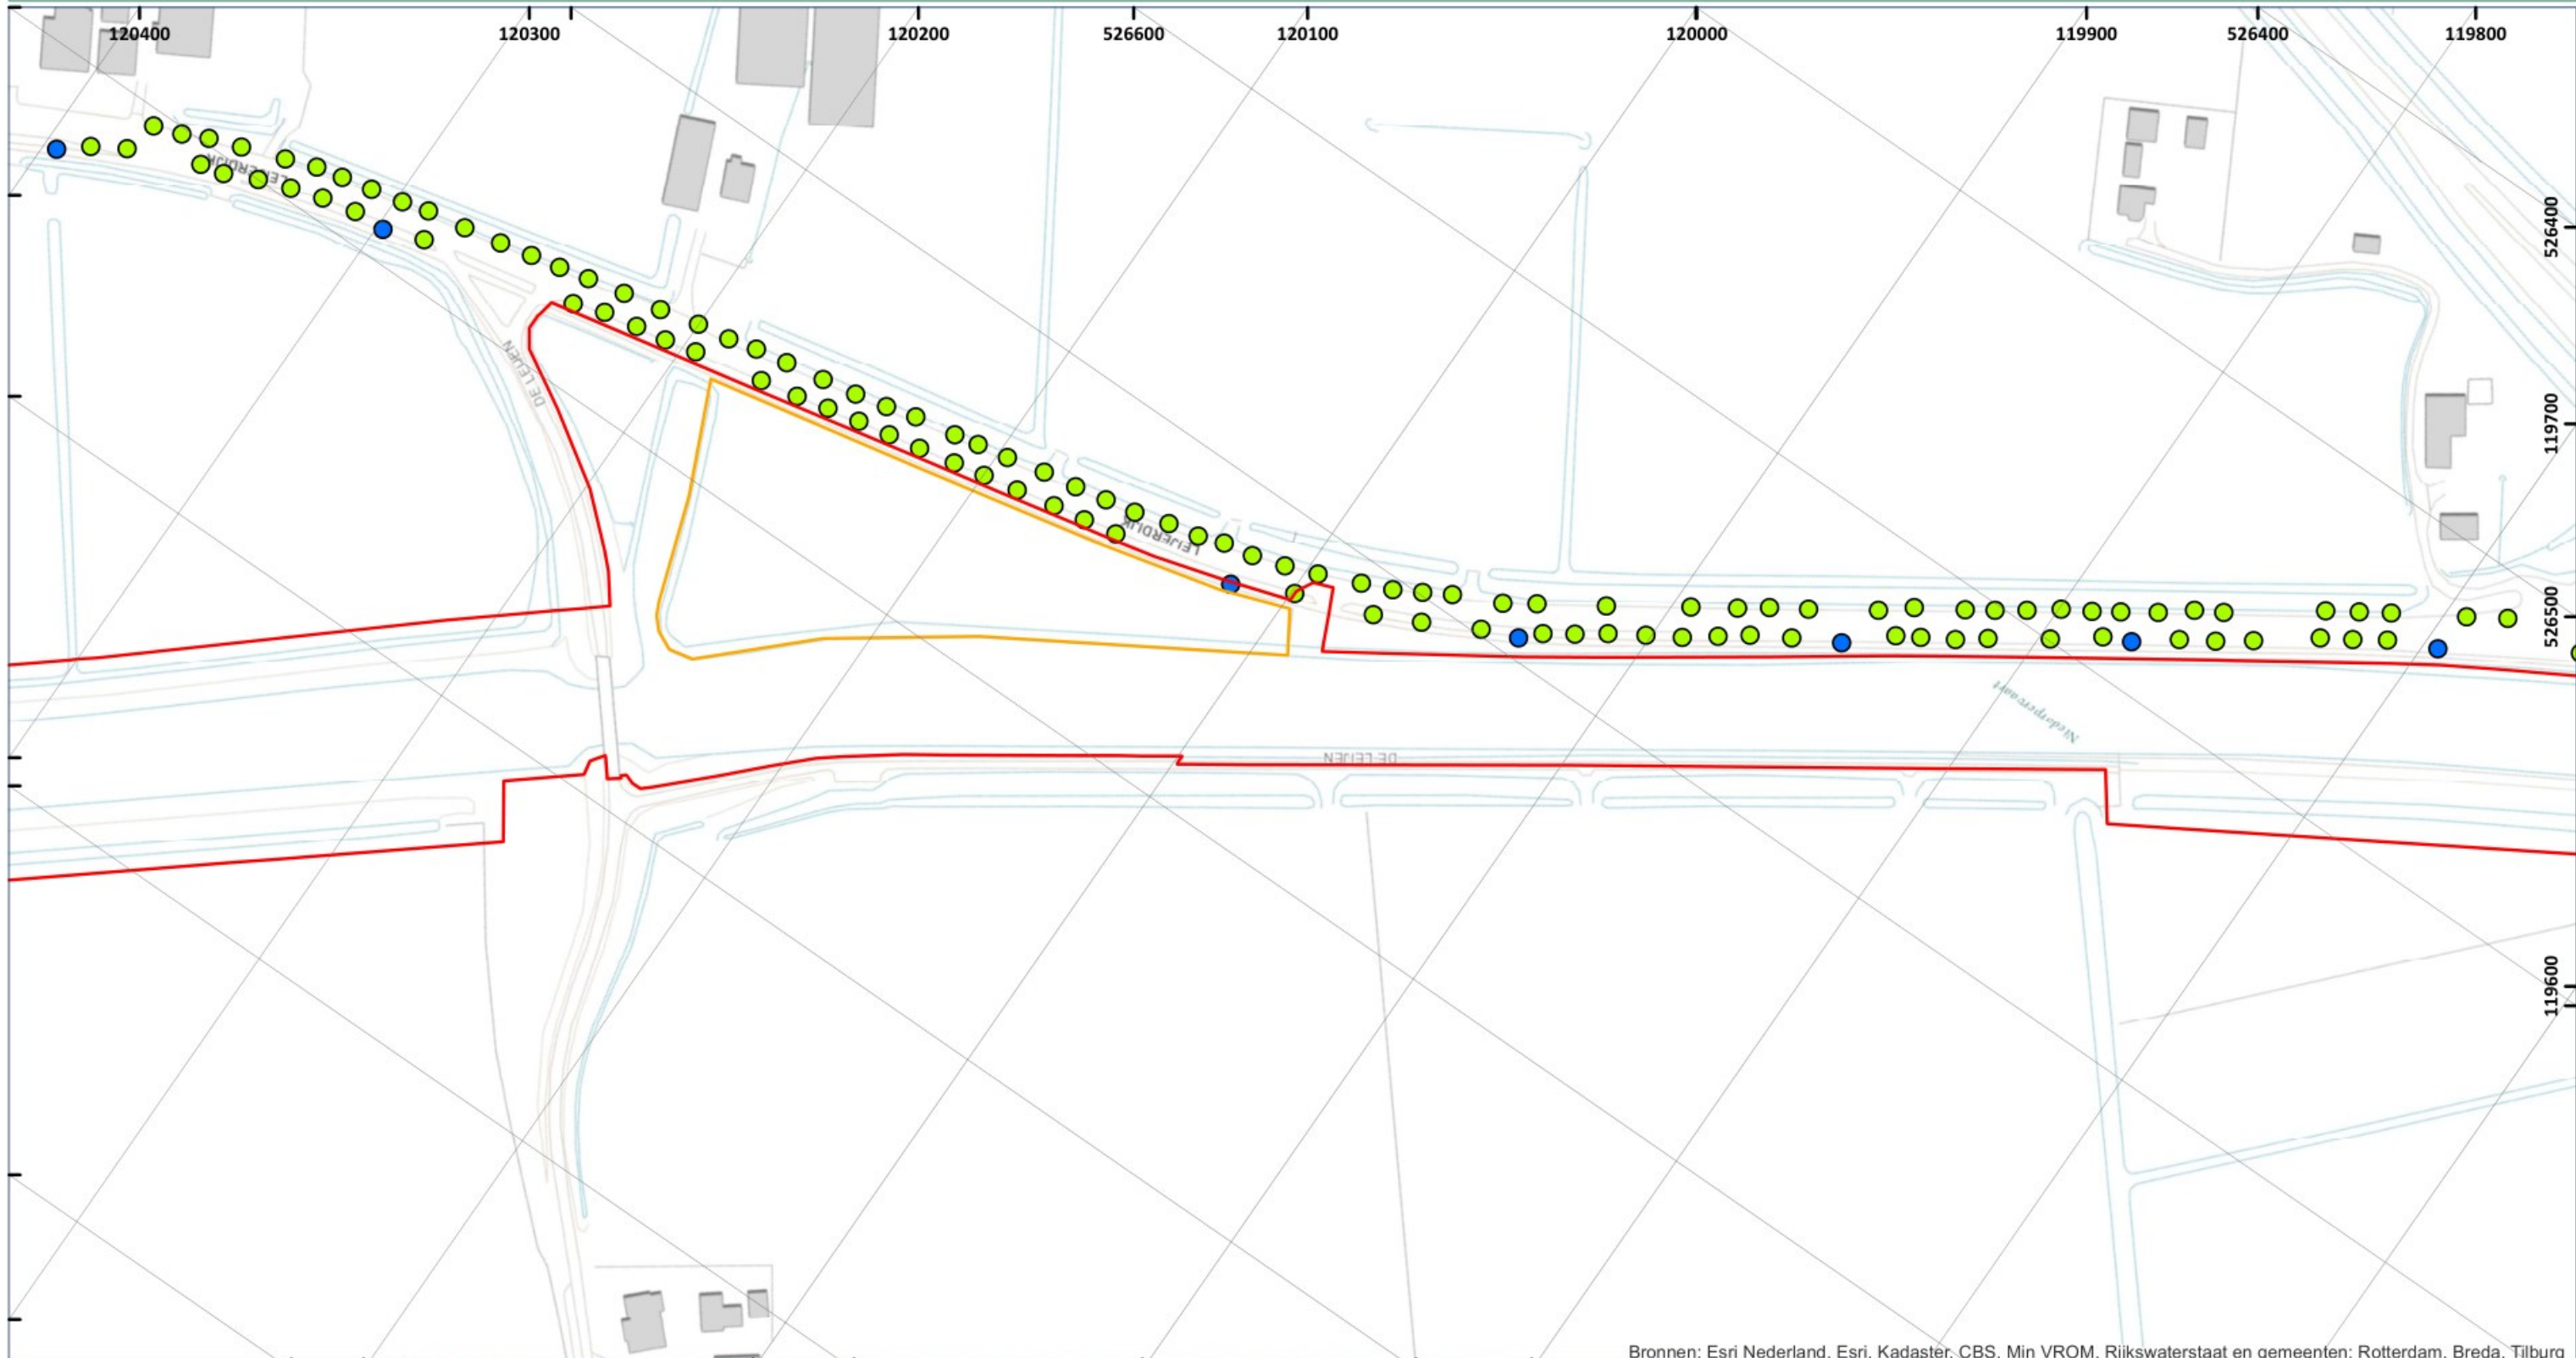 120400
120300
120200
526600
120100
120000
119900
526400
119800
LEIJERDIJK
526400
DE LEIJEN
119700
LEIJERDIJK
526500
Niedorpervaart
DE LEIJEN
119600
Bronnen: Esri Nederland, Esri, Kadaster, CBS, Min VROM, Rijkswaterstaat en gemeenten: Rotterdam, Breda, Tilburg